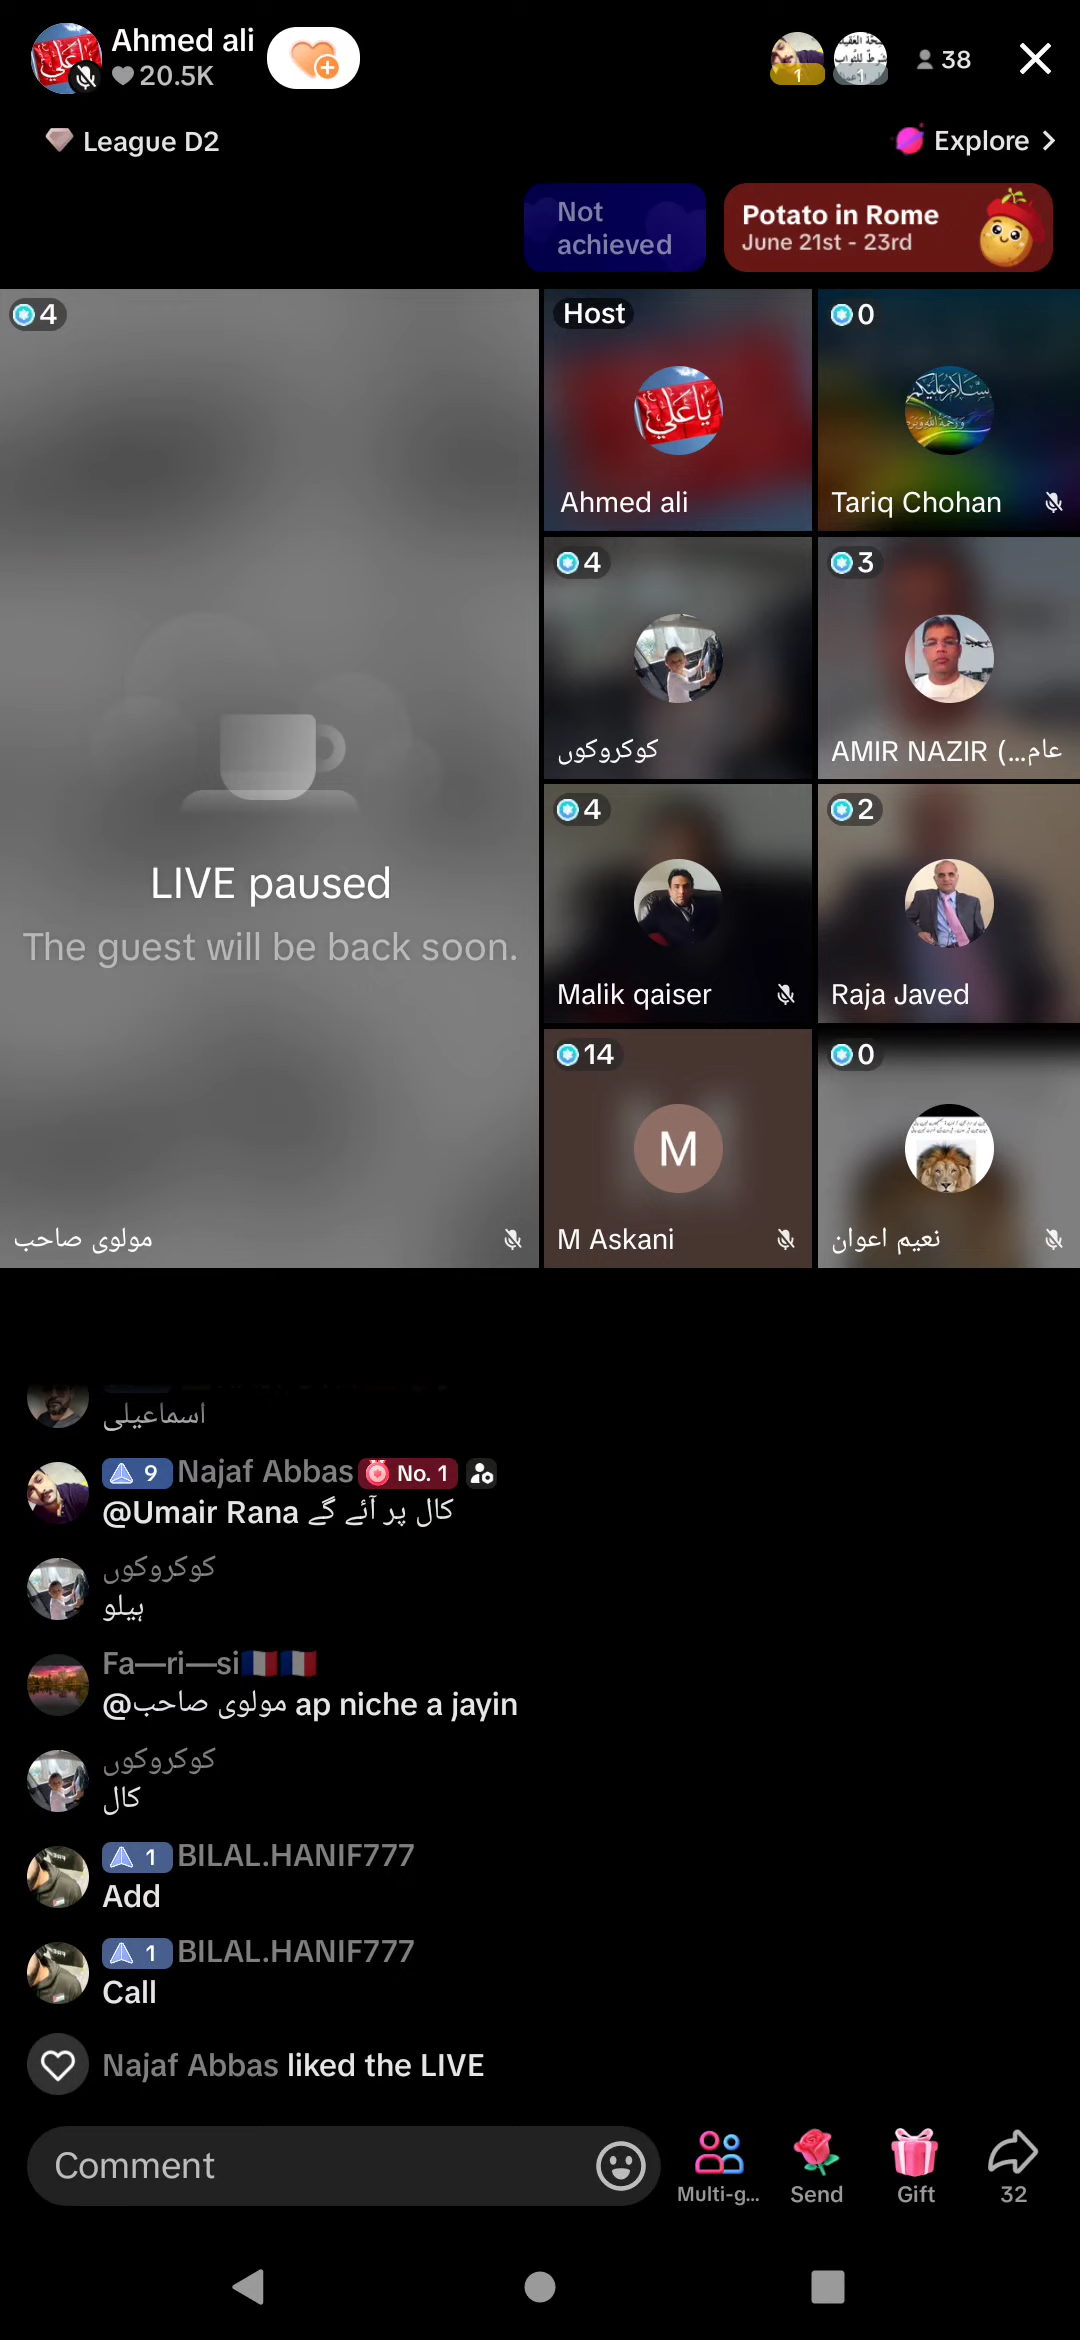 Ahmed ali
20.5K
1
1
38
League D2
Explore
Not
achieved
Potato in Rome
June 21st - 23rd
4
LIVE paused
The guest will be back soon.
مولوی صاحب
Host
ياعلي
Ahmed ali
0
Tariq Chohan
4
کوکروکوں
3
AMIR NAZIR (...عام
4
Malik qaiser
2
Raja Javed
14
M
M Askani
0
نعیم اعوان
اسماعیلی
9 Najaf Abbas No. 1
@Umair Rana کال پر آئے گے
کوکروکوں
ہیلو
Fa—ri—si🇫🇷🇫🇷
@مولوی صاحب ap niche a jayin
کوکروکوں
کال
1 BILAL.HANIF777
Add
1 BILAL.HANIF777
Call
Najaf Abbas liked the LIVE
Comment
Multi-g...
Send
Gift
32